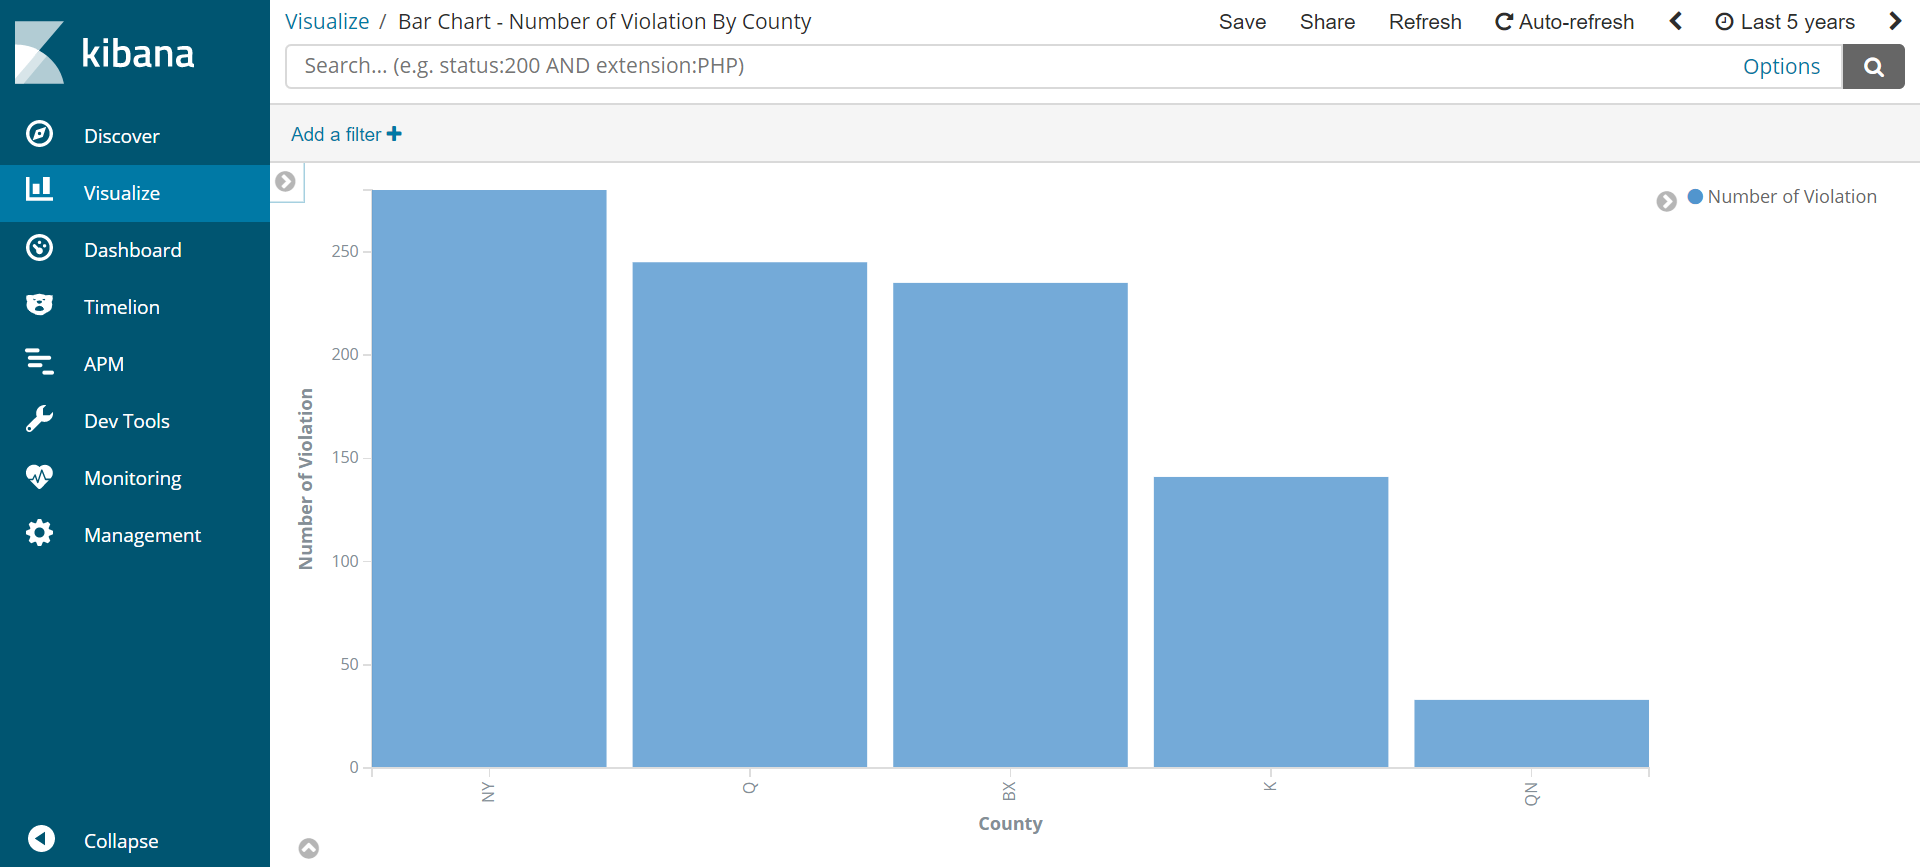 kibana
Discover
Visualize
Dashboard
Timelion
APM
Dev Tools
Monitoring
Management
Collapse
Visualize / Bar Chart - Number of Violation By County
Save Share Refresh Auto-refresh Last 5 years
Search... (e.g. status:200 AND extension:PHP) Options
Add a filter
Number of Violation
Number of Violation
250
200
150
100
50
0
NY Q BX K QN
County